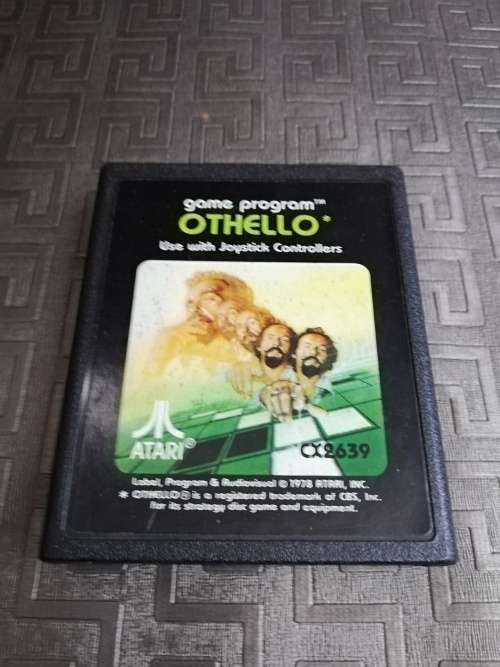 game program™
OTHELLO*
Use with Joystick Controllers
ATARI®
CX2639
Label, Program & Audiovisual © 1978 ATARI, INC.
* OTHELLO® is a registered trademark of CBS, Inc.
for its strategy disc game and equipment.